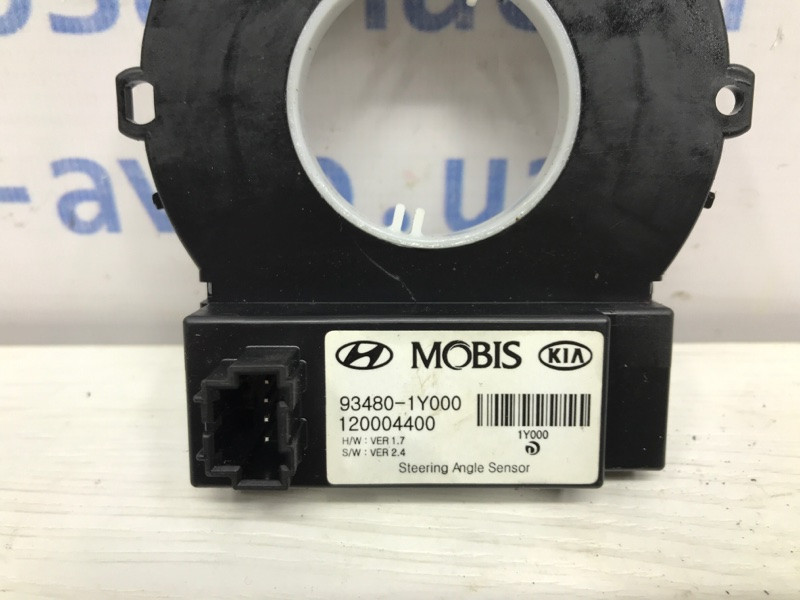 MOBIS KIA
93480-1Y000
120004400
H/W : VER 1.7
S/W : VER 2.4
1Y000
Steering Angle Sensor